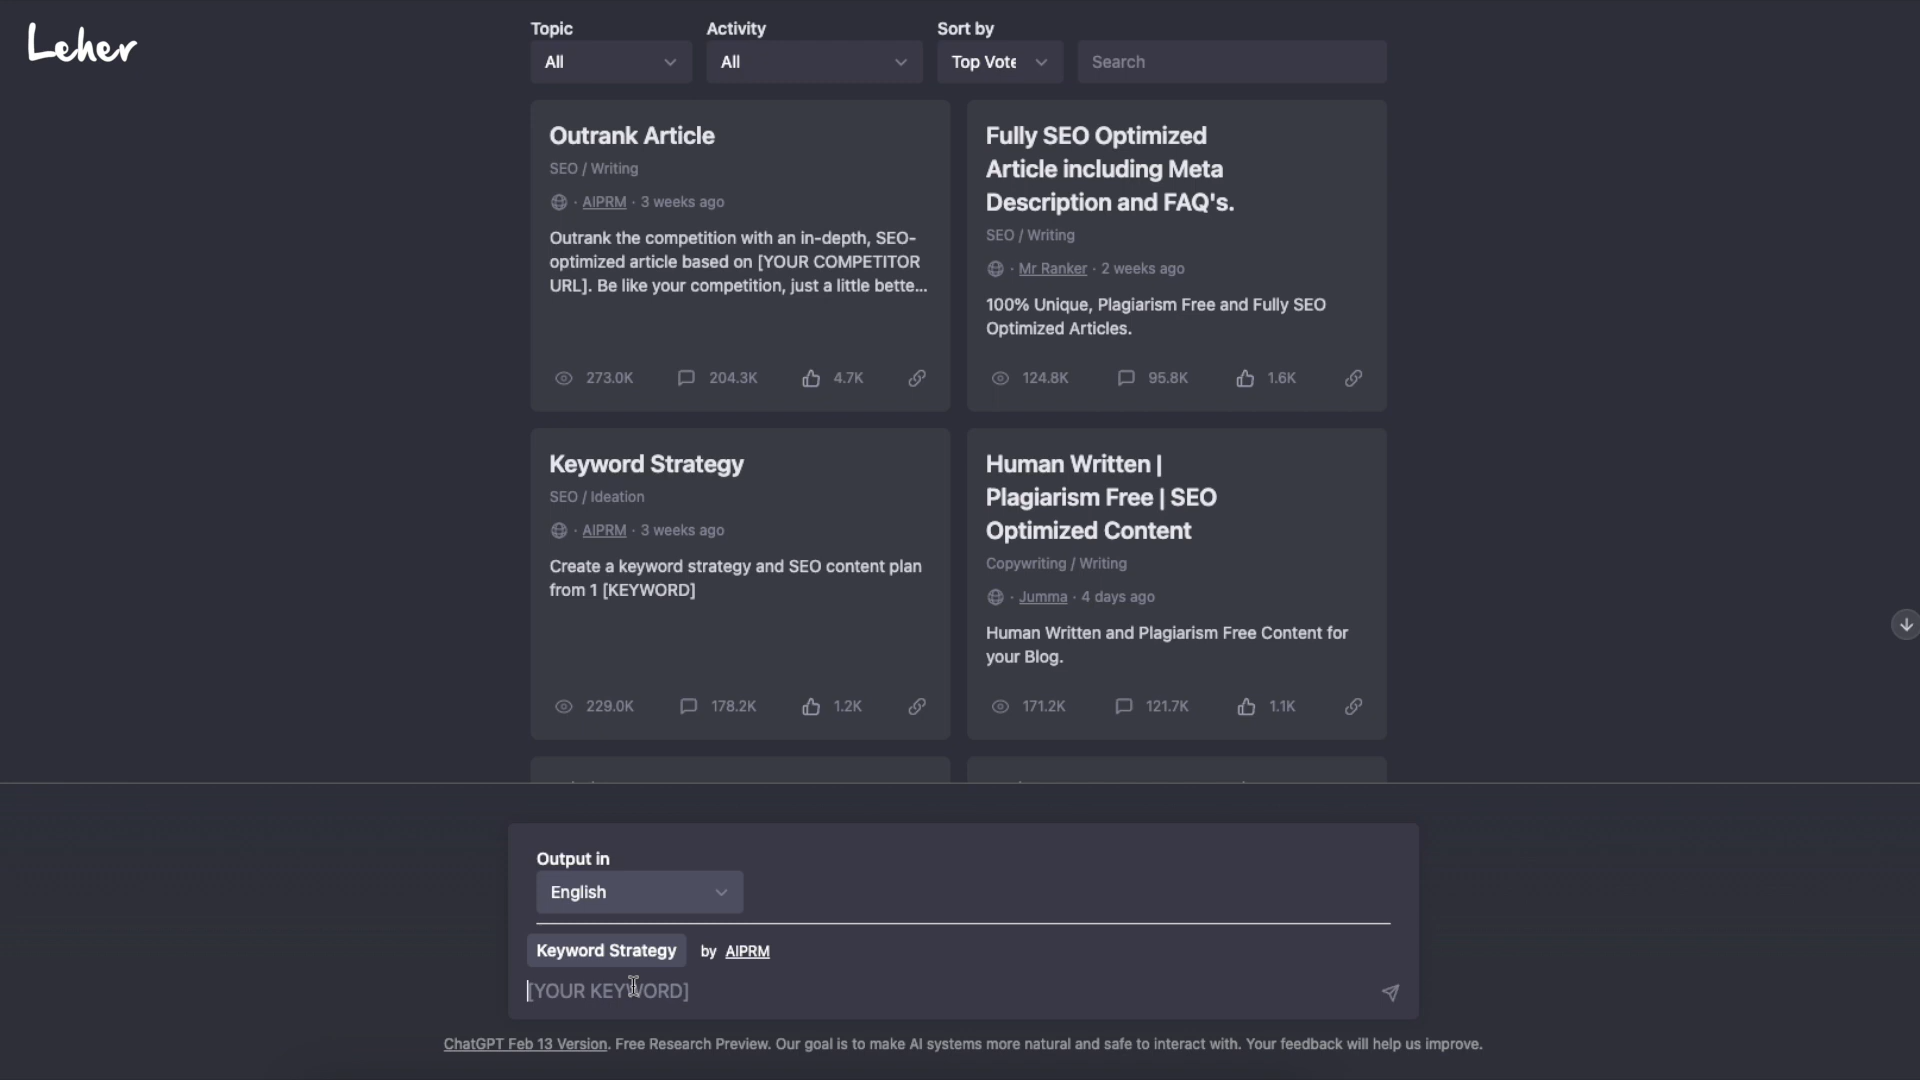 Leher
Topic
Activity
Sort by
All
All
Top Vote
Search
Outrank Article
SEO / Writing
· AIPRM · 3 weeks ago
Outrank the competition with an in-depth, SEO-
optimized article based on [YOUR COMPETITOR
URL]. Be like your competition, just a little bette...
273.0K
204.3K
4.7K
Fully SEO Optimized
Article including Meta
Description and FAQ's.
SEO / Writing
· Mr Ranker · 2 weeks ago
100% Unique, Plagiarism Free and Fully SEO
Optimized Articles.
124.8K
95.8K
1.6K
Keyword Strategy
SEO / Ideation
· AIPRM · 3 weeks ago
Create a keyword strategy and SEO content plan
from 1 [KEYWORD]
229.0K
178.2K
1.2K
Human Written |
Plagiarism Free | SEO
Optimized Content
Copywriting / Writing
· Jumma · 4 days ago
Human Written and Plagiarism Free Content for
your Blog.
171.2K
121.7K
1.1K
Output in
English
Keyword Strategy by AIPRM
[YOUR KEYWORD]
ChatGPT Feb 13 Version. Free Research Preview. Our goal is to make AI systems more natural and safe to interact with. Your feedback will help us improve.